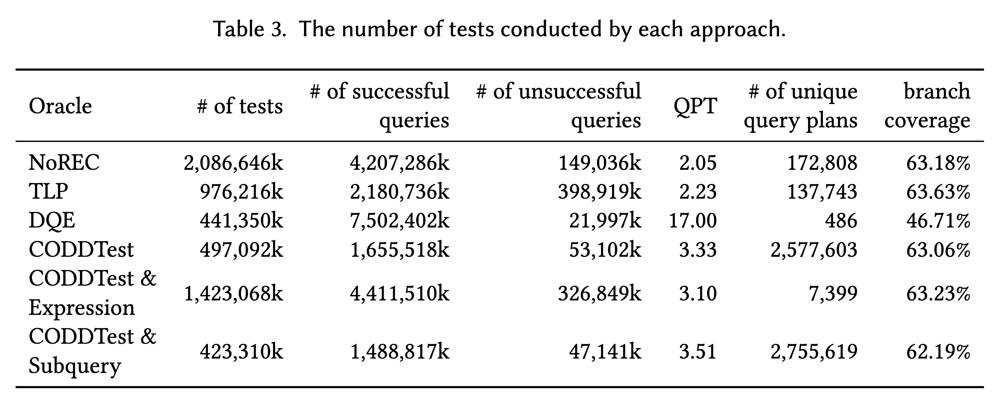 Table 3. The number of tests conducted by each approach.
Oracle # of tests # of successful queries # of unsuccessful queries QPT # of unique query plans branch coverage
NoREC 2,086,646k 4,207,286k 149,036k 2.05 172,808 63.18%
TLP 976,216k 2,180,736k 398,919k 2.23 137,743 63.63%
DQE 441,350k 7,502,402k 21,997k 17.00 486 46.71%
CODDTest 497,092k 1,655,518k 53,102k 3.33 2,577,603 63.06%
CODDTest & Expression 1,423,068k 4,411,510k 326,849k 3.10 7,399 63.23%
CODDTest & Subquery 423,310k 1,488,817k 47,141k 3.51 2,755,619 62.19%